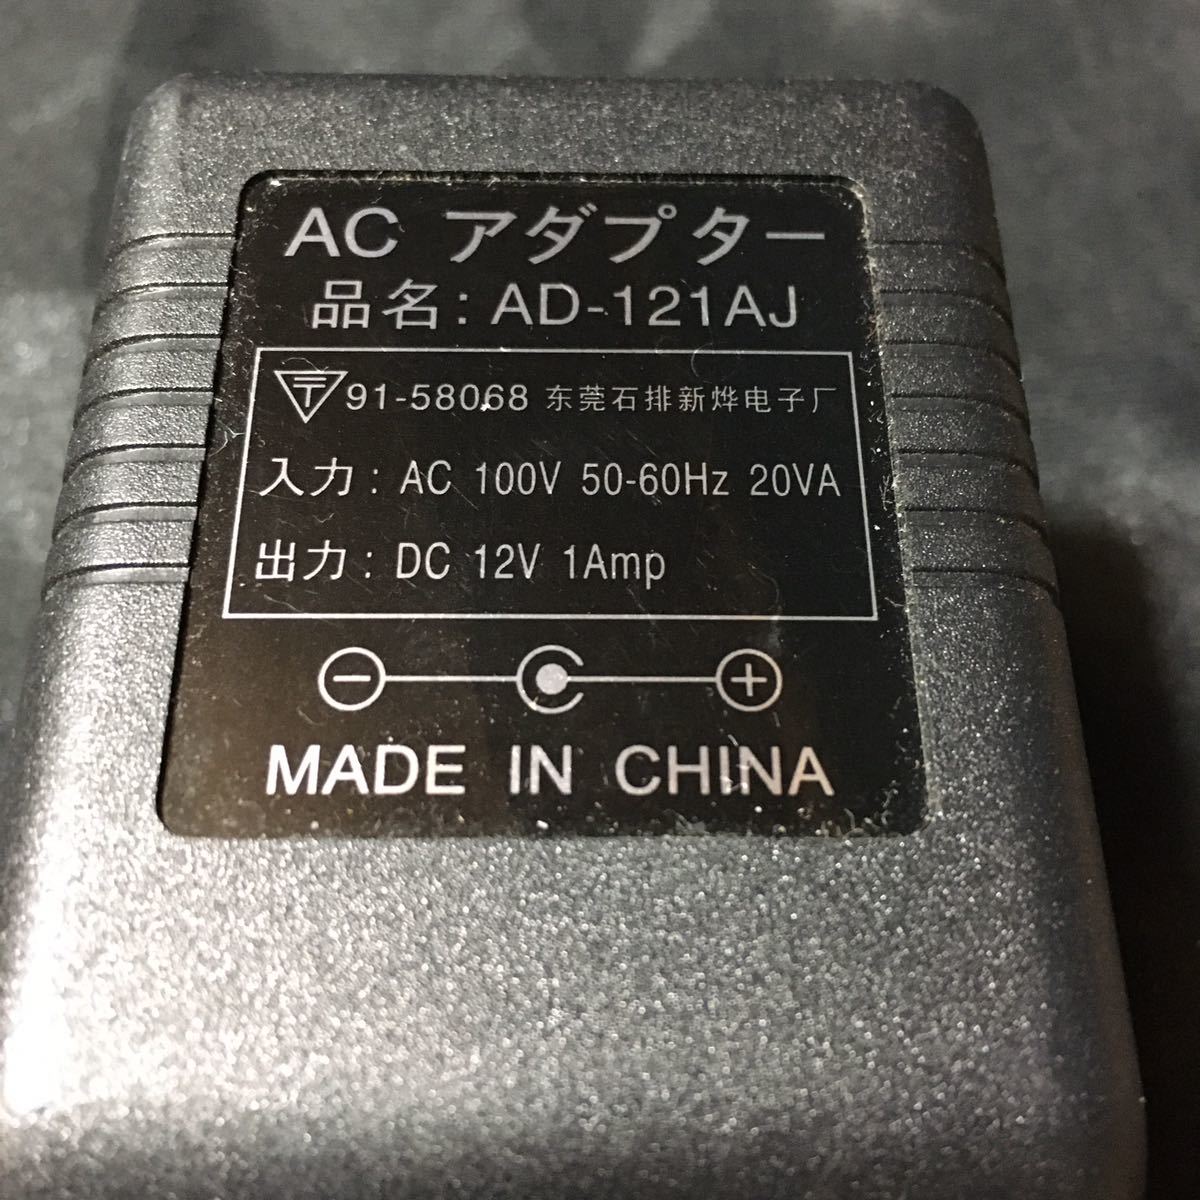 AC アダプター
品名: AD-121AJ
〒 91-58068 东莞石排新烨电子厂
入力: AC 100V 50-60Hz 20VA
出力: DC 12V 1Amp
− +
MADE IN CHINA